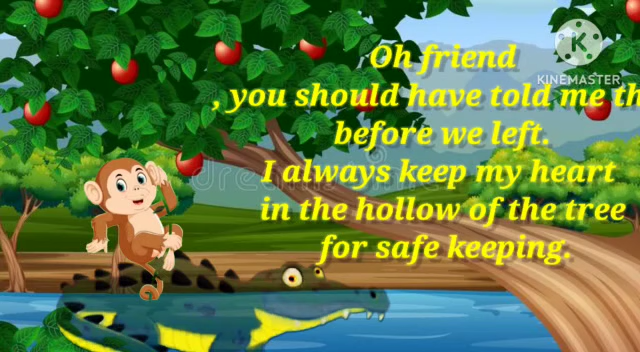 Oh friend
, you should have told me th
before we left.
I always keep my heart
in the hollow of the tree
for safe keeping.
KINEMASTER
dreamstime